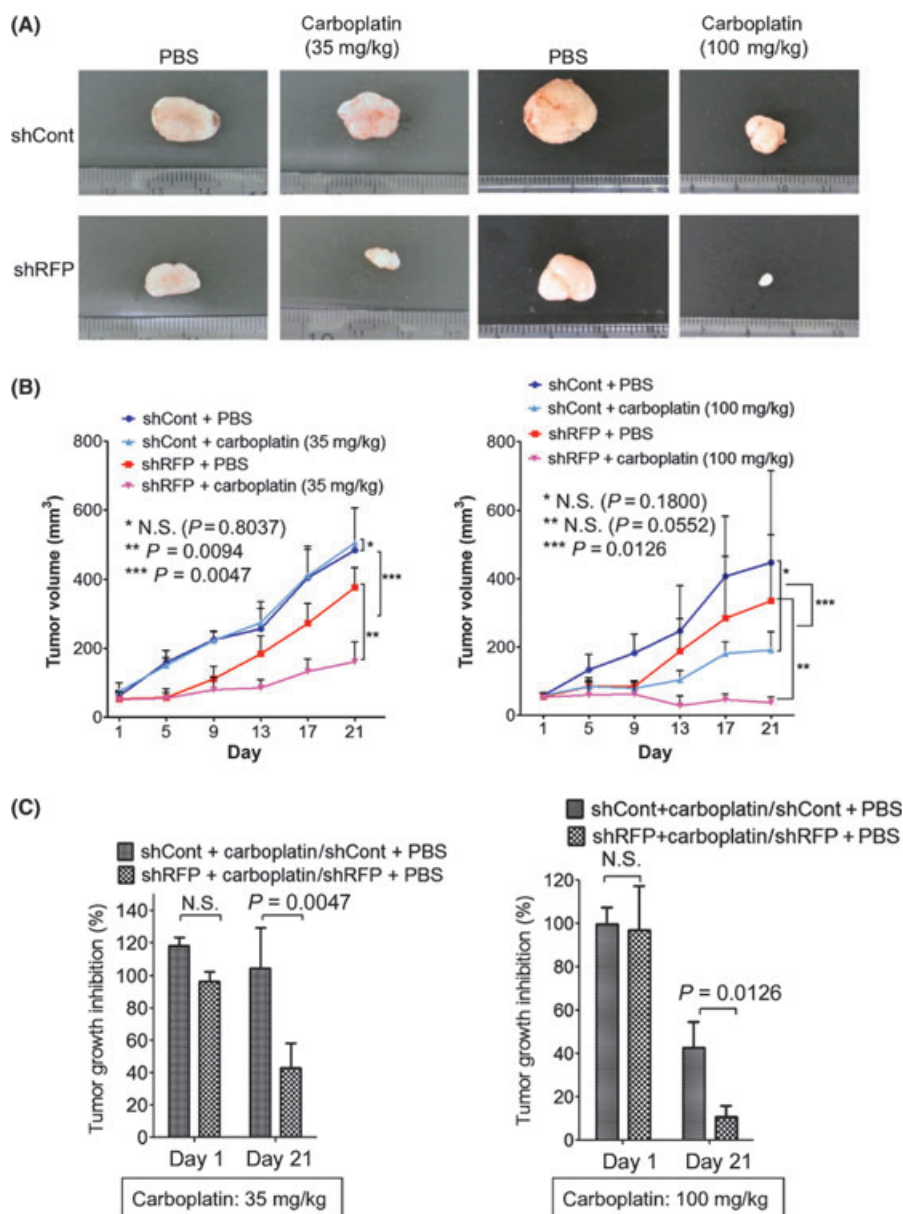 (A)
PBS
Carboplatin
(35 mg/kg)
PBS
Carboplatin
(100 mg/kg)
shCont
shRFP
(B)
shCont + PBS
shCont + carboplatin (35 mg/kg)
shRFP + PBS
shRFP + carboplatin (35 mg/kg)
* N.S. (P = 0.8037)
** P = 0.0094
*** P = 0.0047
800
600
400
200
0
Tumor volume (mm³)
*
***
**
1 5 9 13 17 21
Day
shCont + PBS
shCont + carboplatin (100 mg/kg)
shRFP + PBS
shRFP + carboplatin (100 mg/kg)
* N.S. (P = 0.1800)
** N.S. (P = 0.0552)
*** P = 0.0126
800
600
400
200
0
Tumor volume (mm³)
*
***
**
1 5 9 13 17 21
Day
(C)
shCont + carboplatin/shCont + PBS
shRFP + carboplatin/shRFP + PBS
N.S.
P = 0.0047
140
120
100
80
60
40
20
0
Tumor growth inhibition (%)
Day 1 Day 21
Carboplatin: 35 mg/kg
shCont+carboplatin/shCont + PBS
shRFP+carboplatin/shRFP + PBS
N.S.
P = 0.0126
120
100
80
60
40
20
0
Tumor growth inhibition (%)
Day 1 Day 21
Carboplatin: 100 mg/kg